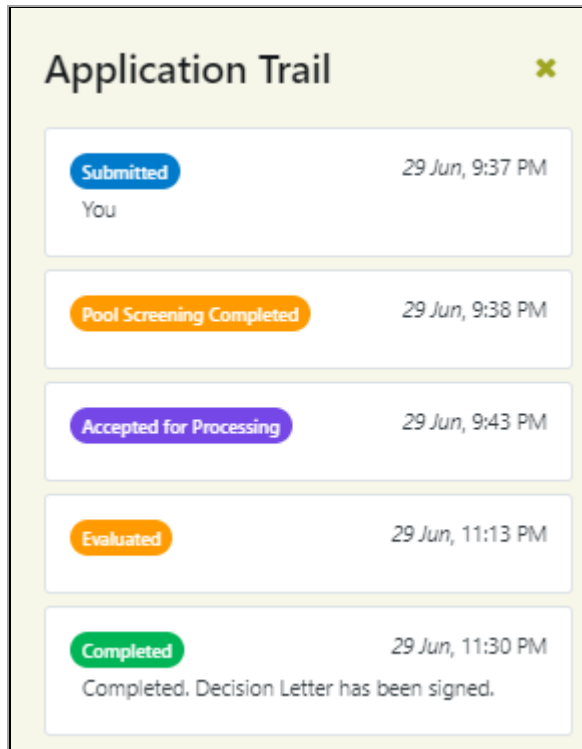 Application Trail
Submitted 29 Jun, 9:37 PM
You
Pool Screening Completed 29 Jun, 9:38 PM
Accepted for Processing 29 Jun, 9:43 PM
Evaluated 29 Jun, 11:13 PM
Completed 29 Jun, 11:30 PM
Completed. Decision Letter has been signed.